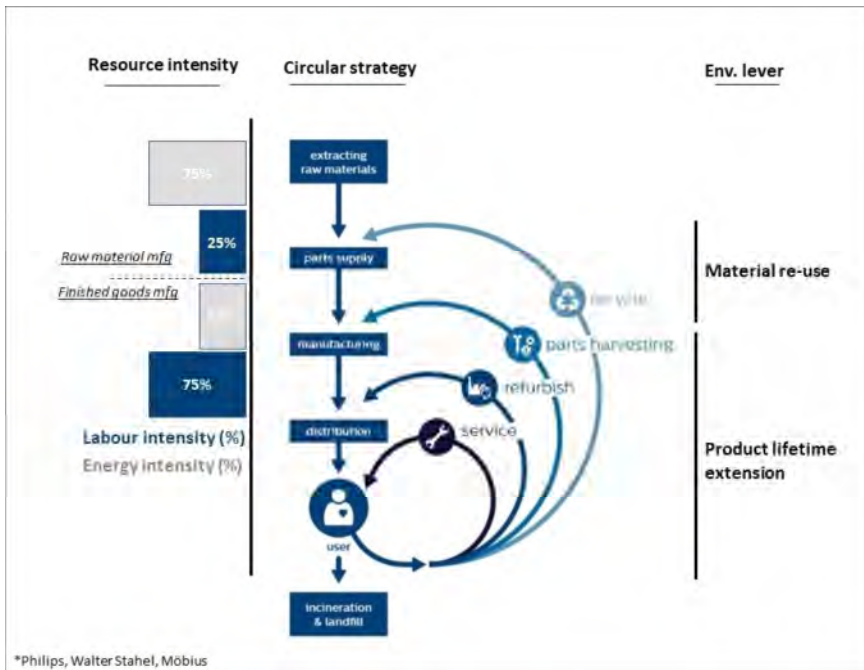 Resource intensity
Circular strategy
Env. lever
75%
25%
Raw material mfg
Finished goods mfg
75%
Labour intensity (%)
Energy intensity (%)
extracting
raw materials
parts supply
manufacturing
distribution
user
incineration
& landfill
parts harvesting
refurbish
service
Material re-use
Product lifetime
extension
*Philips, Walter Stahel, Möbius